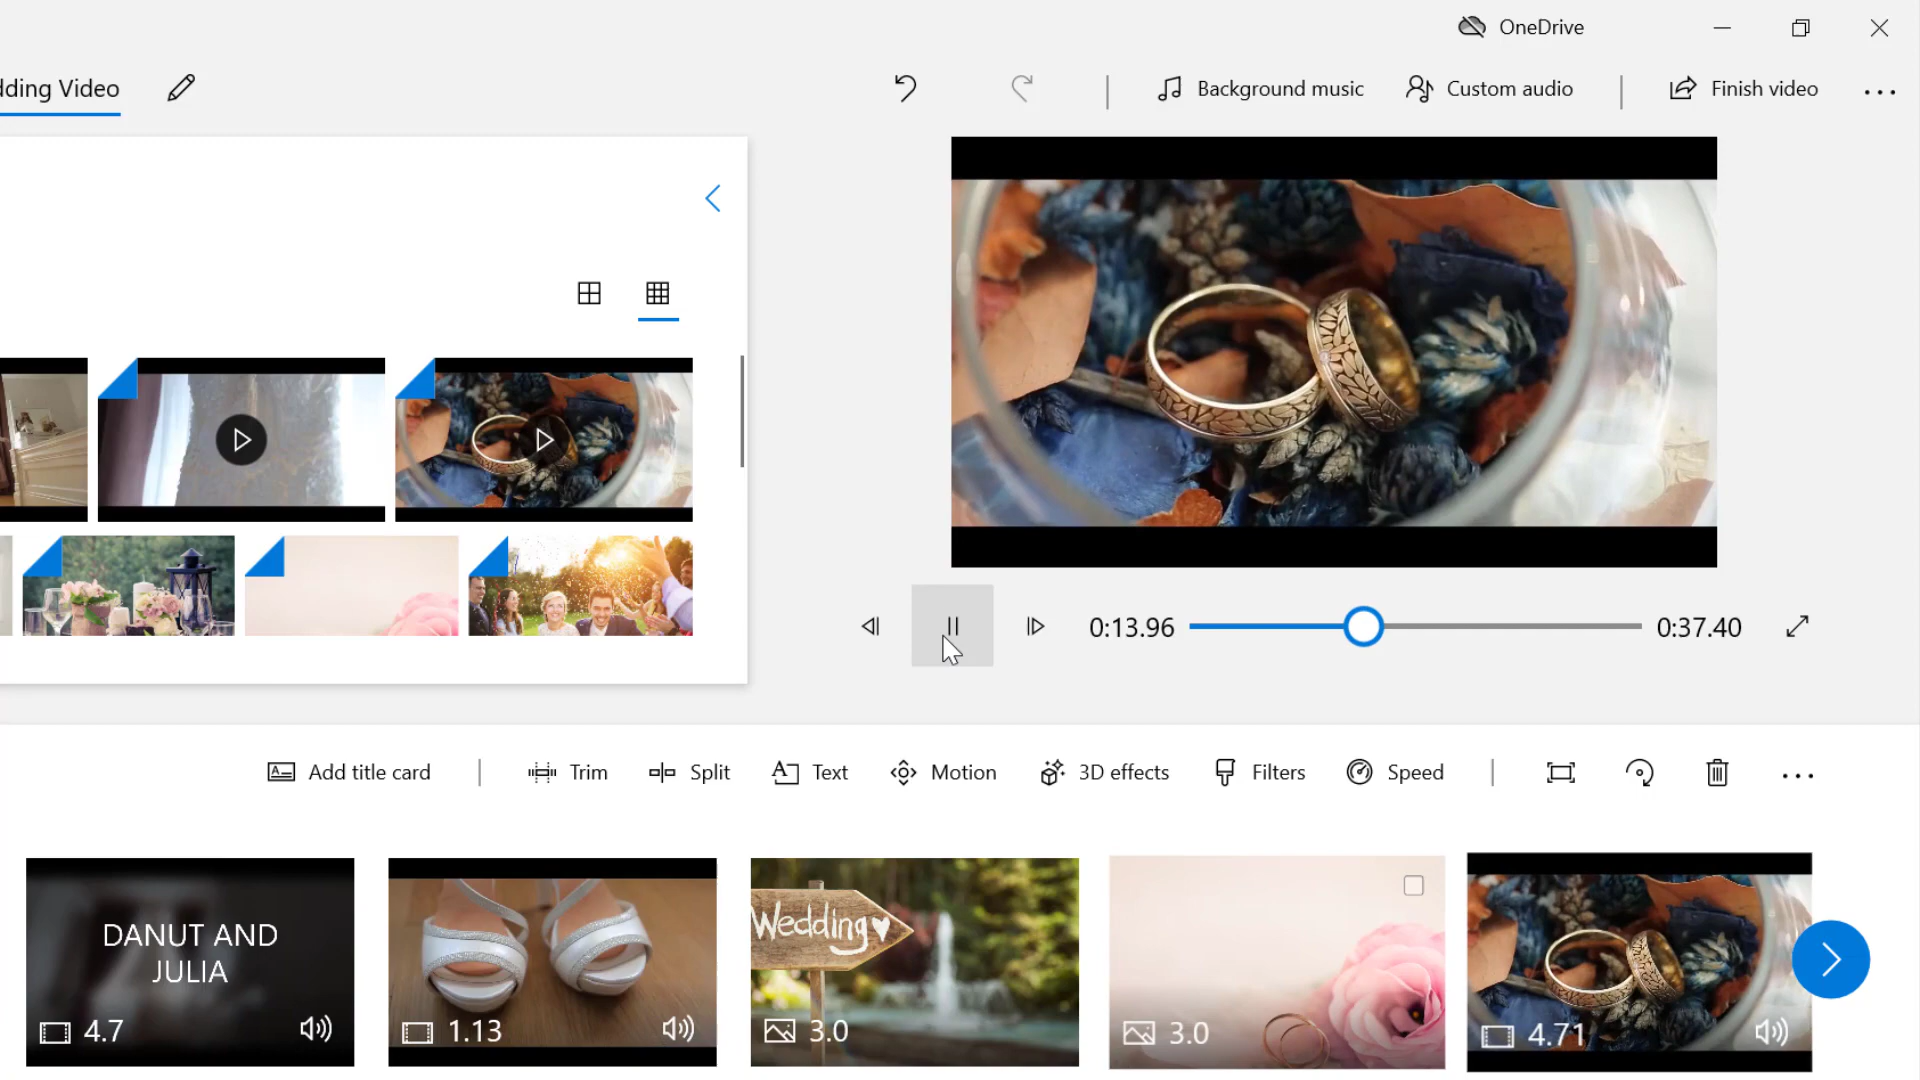 OneDrive
dding Video
Background music
Custom audio
Finish video
0:13.96
0:37.40
Add title card
Trim
Split
Text
Motion
3D effects
Filters
Speed
DANUT AND
JULIA
Wedding
4.7
1.13
3.0
3.0
4.71